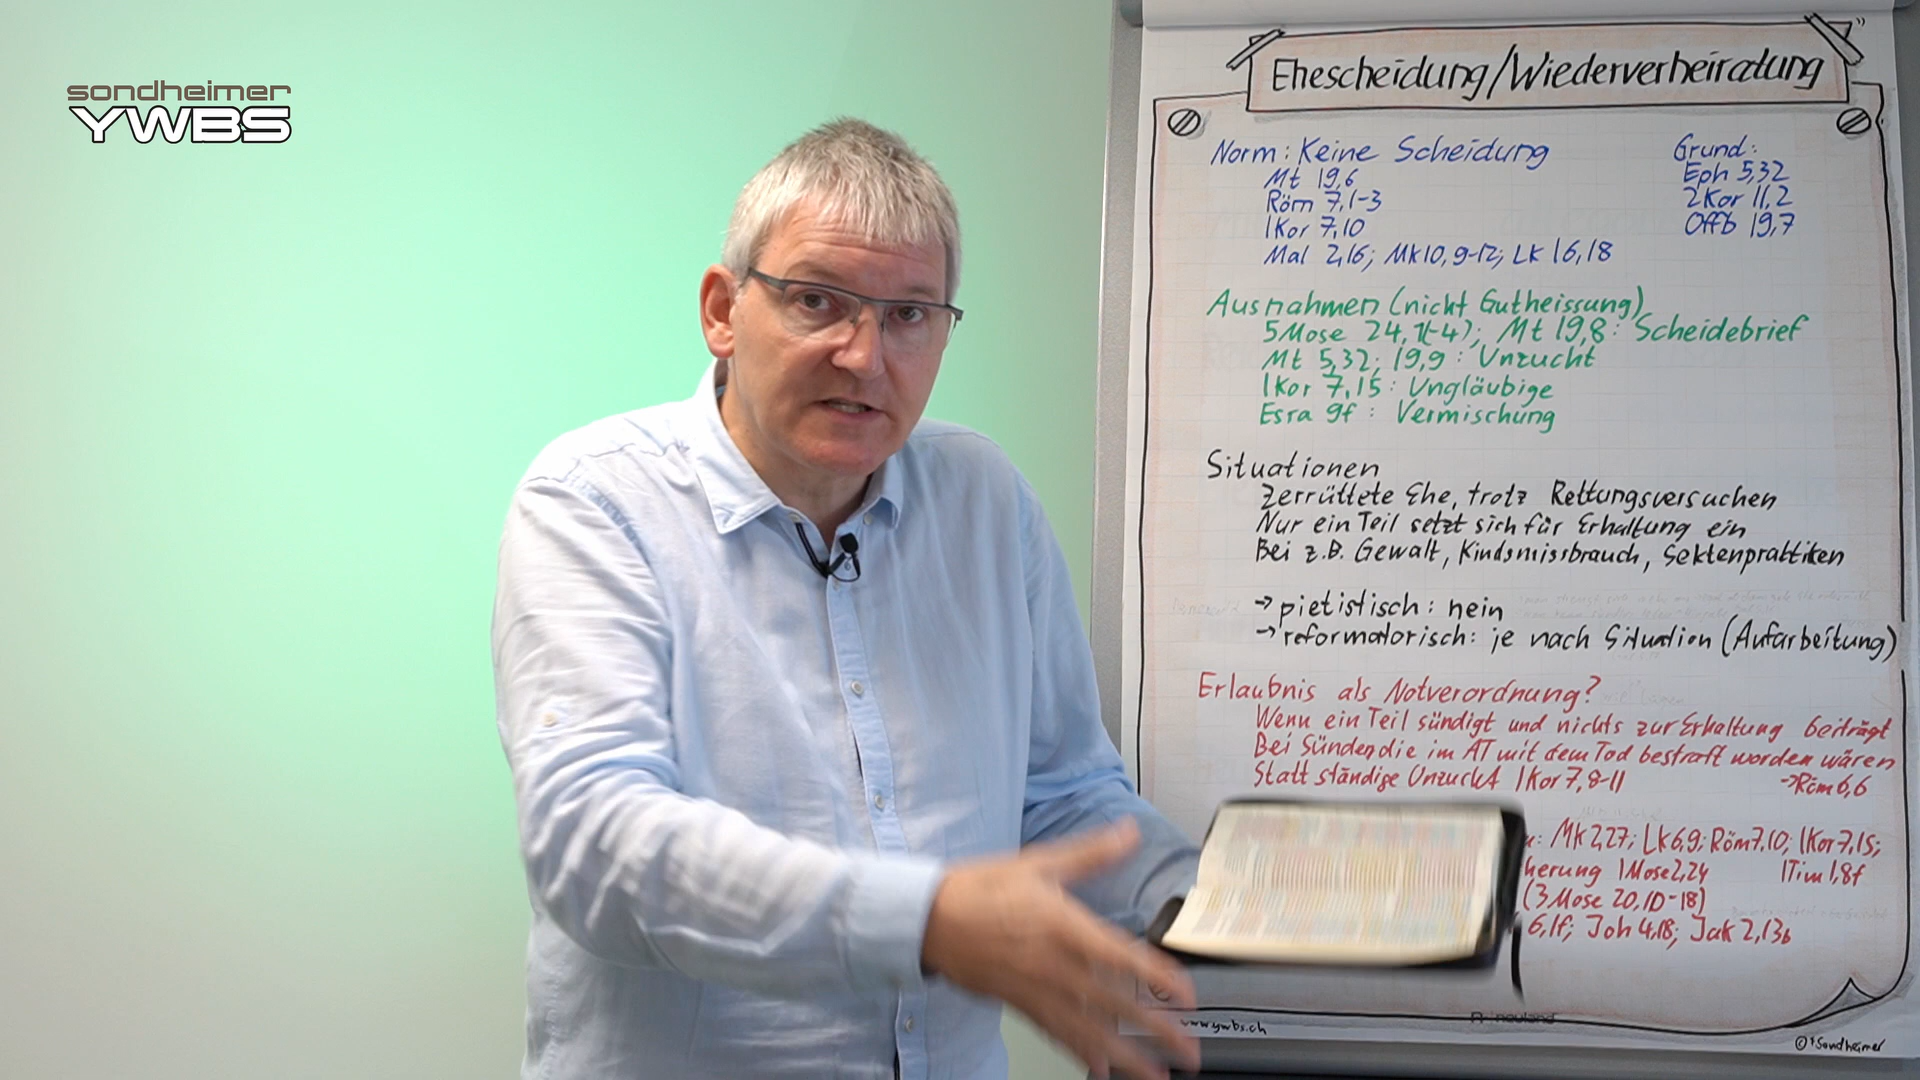 sondheimer
YWBS
Ehescheidung/Wiederverheiratung
Norm: Keine Scheidung
Mt 19,6
Röm 7,1-3
1Kor 7,10
Mal 2,16; Mk10,9-12; Lk 16,18
Grund:
Eph 5,32
2Kor 11,2
Offb 19,7
Ausnahmen (nicht Gutheissung)
5Mose 24,1(-4); Mt 19,8: Scheidebrief
Mt 5,32; 19,9: Unzucht
1Kor 7,15: Ungläubige
Esra 9f: Vermischung
Situationen
Zerrüttete Ehe, trotz Rettungsversuchen
Nur ein Teil setzt sich für Erhaltung ein
Bei z.B. Gewalt, Kindsmissbrauch, Sektenpraktiken
→ pietistisch: nein
→ reformatorisch: je nach Situation (Aufarbeitung)
Erlaubnis als Notverordnung?
Wenn ein Teil sündigt und nichts zur Erhaltung beiträgt
Bei Sünden die im AT mit dem Tod bestraft worden wären
Statt ständige Unzucht 1Kor 7,8-11 →Röm 6,6
: Mk 2,27; Lk 6,9; Röm 7,10; 1Kor 7,15;
herung 1Mose 2,24 1Tim 1,8f
(3Mose 20,10-18)
6,1f; Joh 4,18; Jak 2,13b
www.ywbs.ch
neuland
© Sondheimer